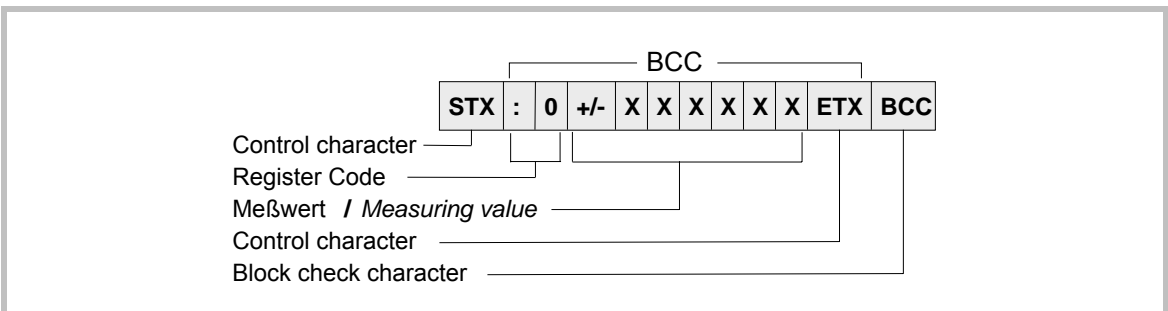 BCC
STX : 0 +/- X X X X X X ETX BCC
Control character
Register Code
Meßwert / Measuring value
Control character
Block check character